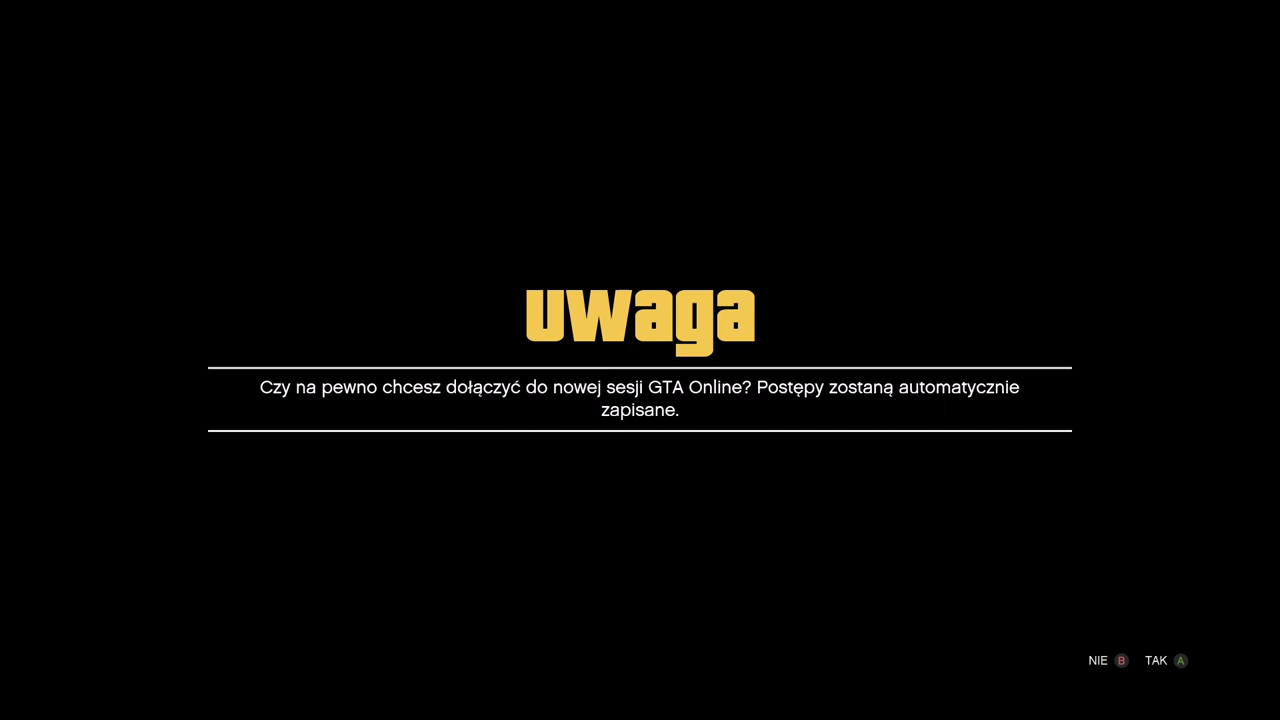 uwaga
Czy na pewno chcesz dołączyć do nowej sesji GTA Online? Postępy zostaną automatycznie
zapisane.
NIE B TAK A